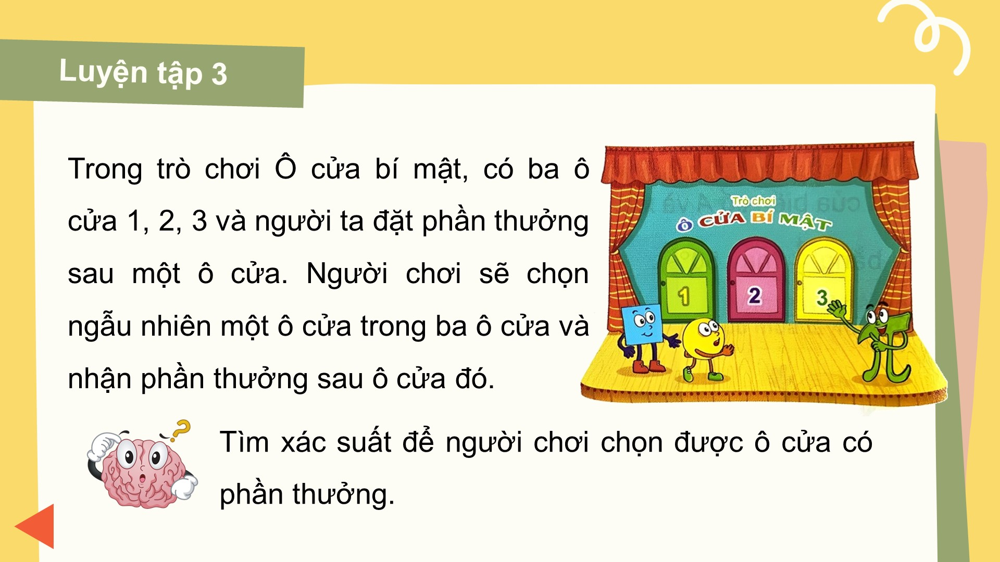 Luyện tập 3
Trong trò chơi Ô cửa bí mật, có ba ô
cửa 1, 2, 3 và người ta đặt phần thưởng
sau một ô cửa. Người chơi sẽ chọn
ngẫu nhiên một ô cửa trong ba ô cửa và
nhận phần thưởng sau ô cửa đó.
Trò chơi
Ô CỬA BÍ MẬT
1 2 3
?
Tìm xác suất để người chơi chọn được ô cửa có
phần thưởng.